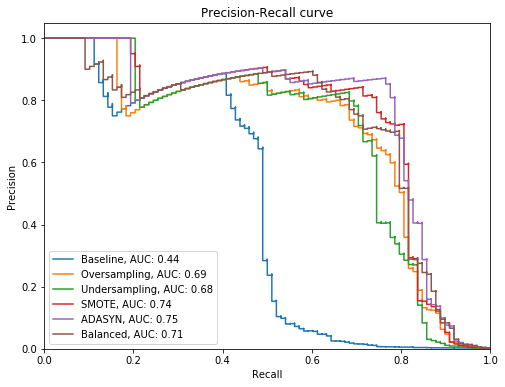 Precision-Recall curve
Precision
1.0
0.8
0.6
0.4
0.2
0.0
Baseline, AUC: 0.44
Oversampling, AUC: 0.69
Undersampling, AUC: 0.68
SMOTE, AUC: 0.74
ADASYN, AUC: 0.75
Balanced, AUC: 0.71
0.0 0.2 0.4 0.6 0.8 1.0
Recall